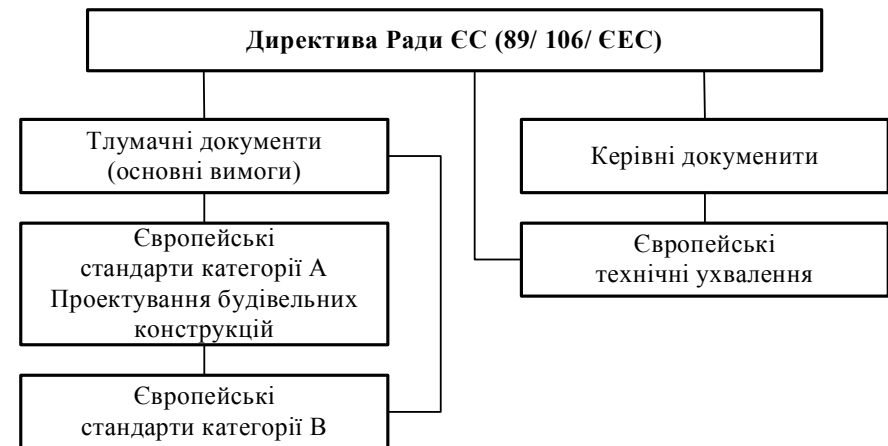 Директива Ради ЄС (89/ 106/ ЄЕС)
Тлумачні документи
(основні вимоги)
Керівні докуменити
Європейські
стандарти категорії А
Проектування будівельних
конструкцій
Європейські
технічні ухвалення
Європейські
стандарти категорії В